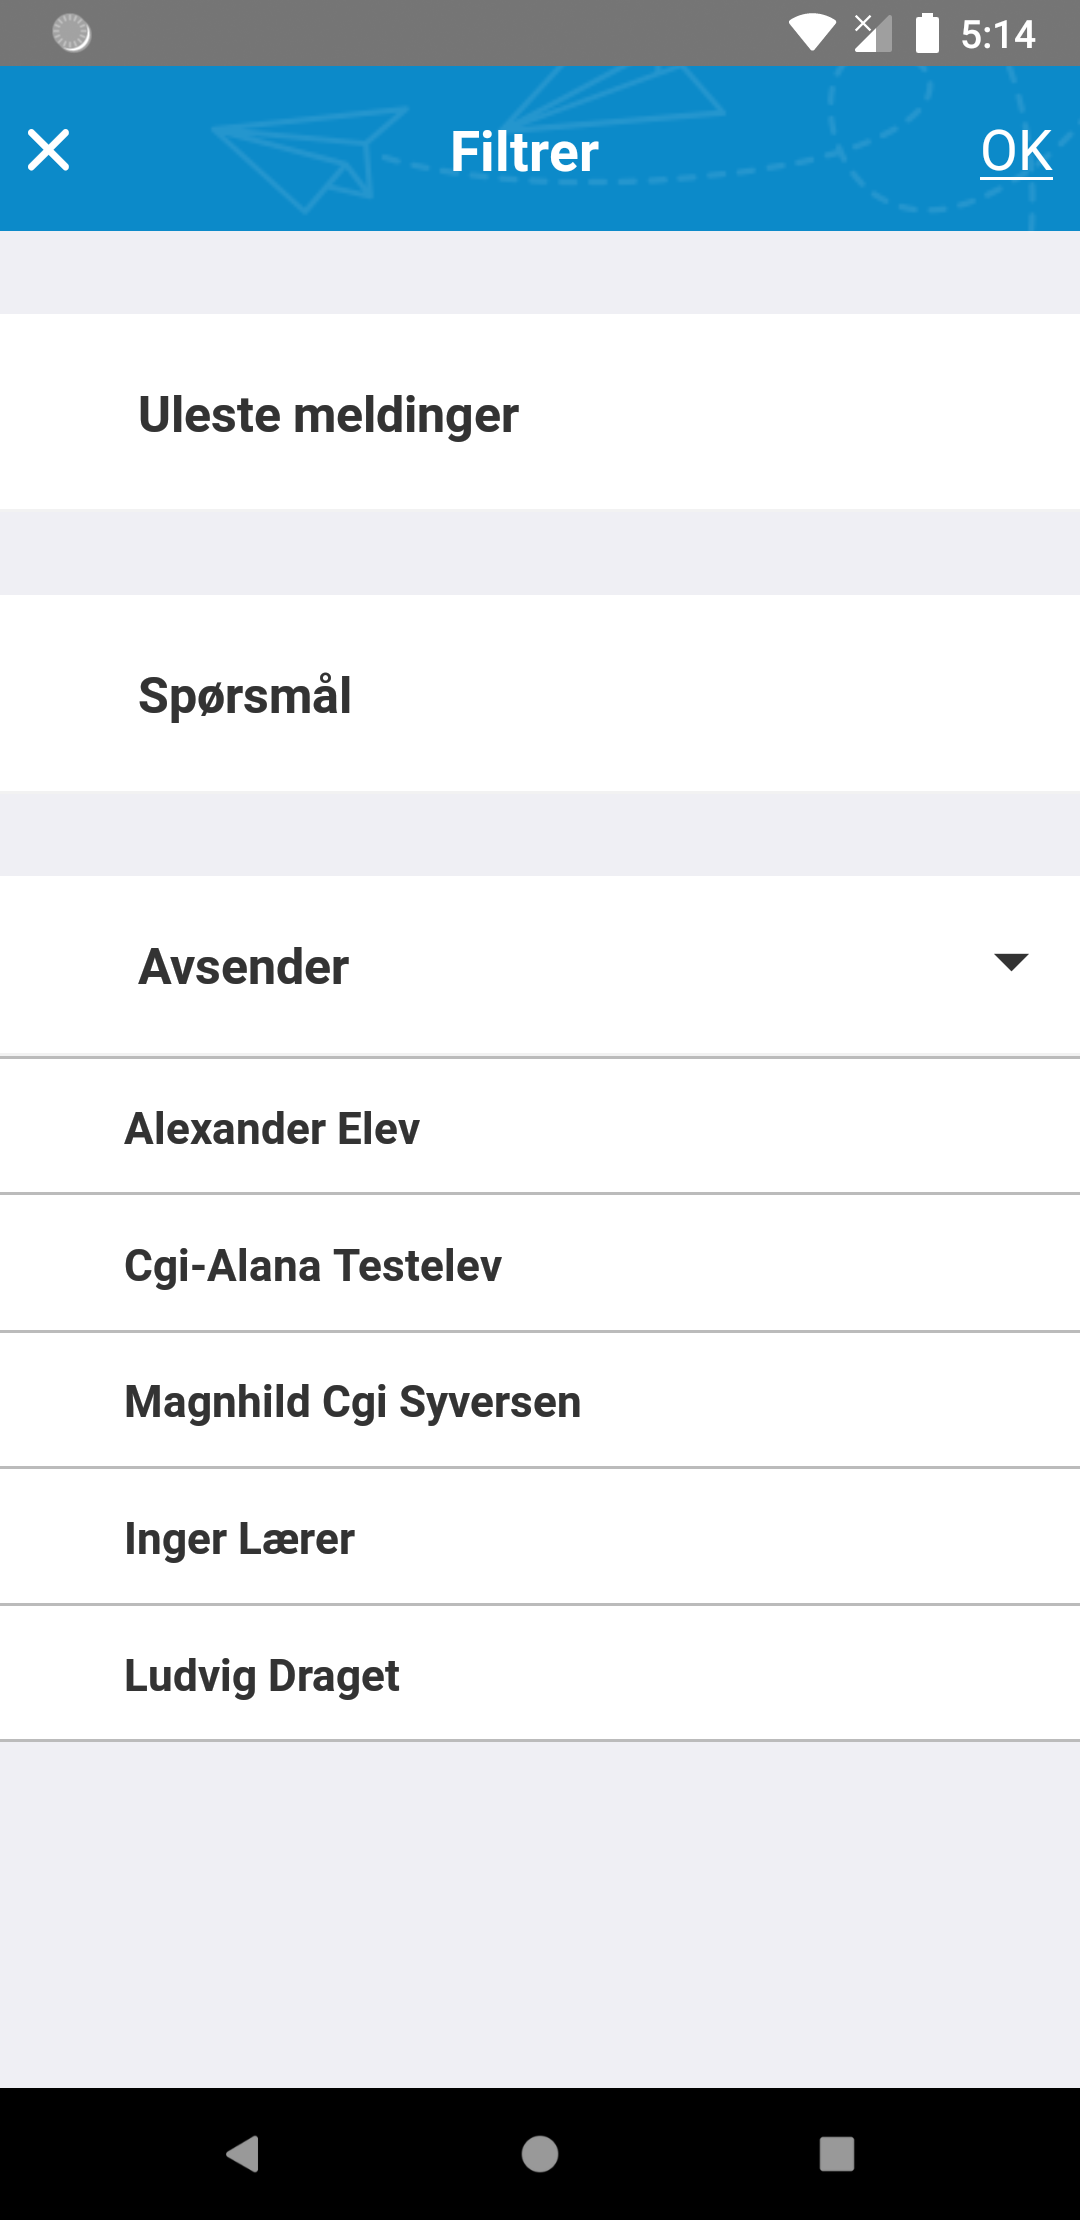 5:14
Filtrer
OK
Uleste meldinger
Spørsmål
Avsender
Alexander Elev
Cgi-Alana Testelev
Magnhild Cgi Syversen
Inger Lærer
Ludvig Draget